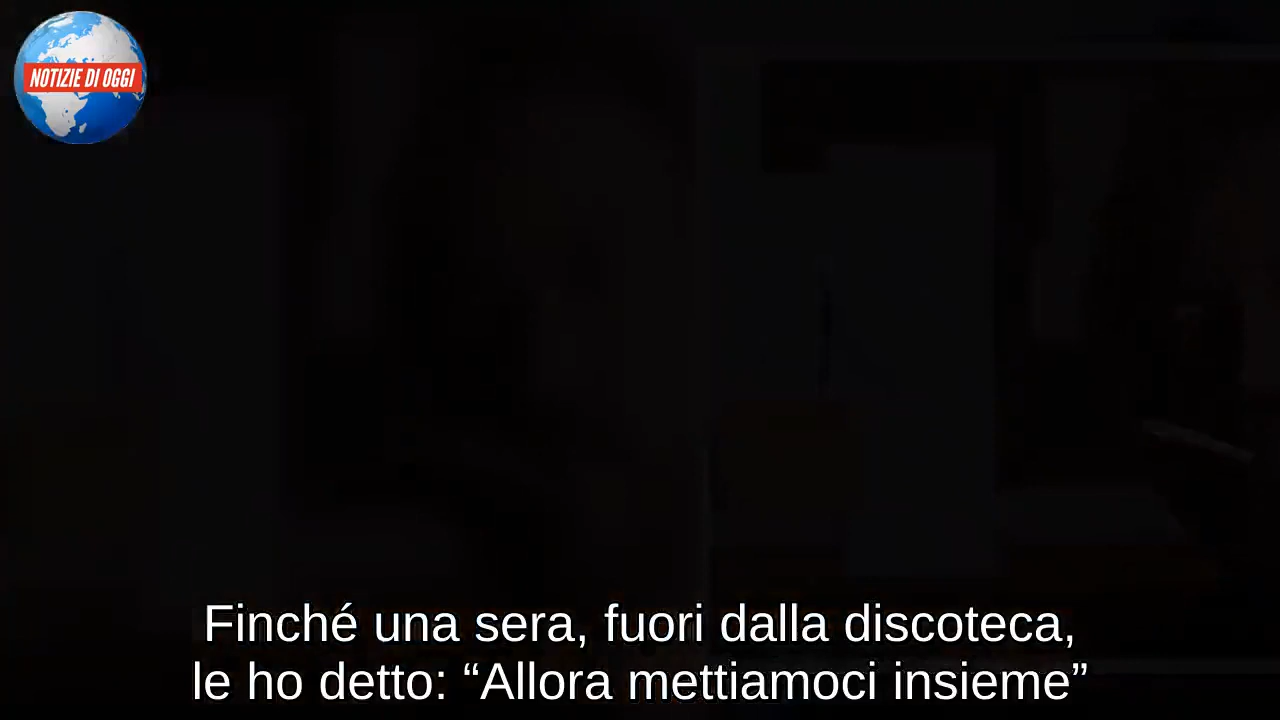 NOTIZIE DI OGGI
Finché una sera, fuori dalla discoteca,
le ho detto: “Allora mettiamoci insieme”